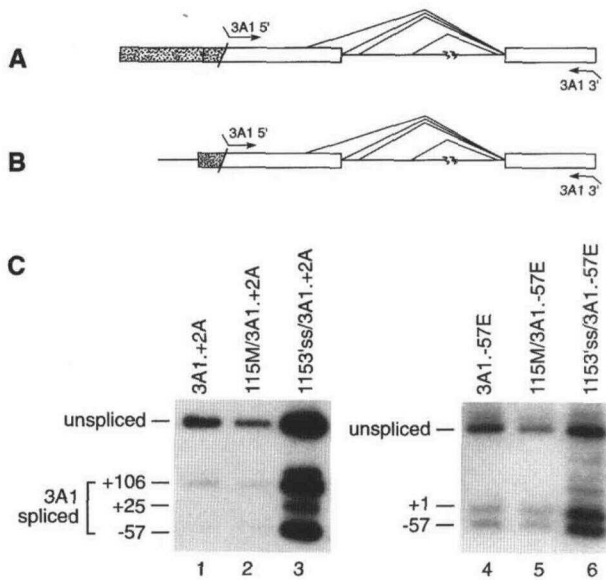 A
3A1 5'
3A1 3'
B
3A1 5'
3A1 3'
C
3A1.+2A
115M/3A1.+2A
1153'ss/3A1.+2A
3A1.-57E
115M/3A1.-57E
1153'ss/3A1.-57E
unspliced
unspliced
3A1
spliced
+106
+25
-57
+1
-57
1 2 3
4 5 6